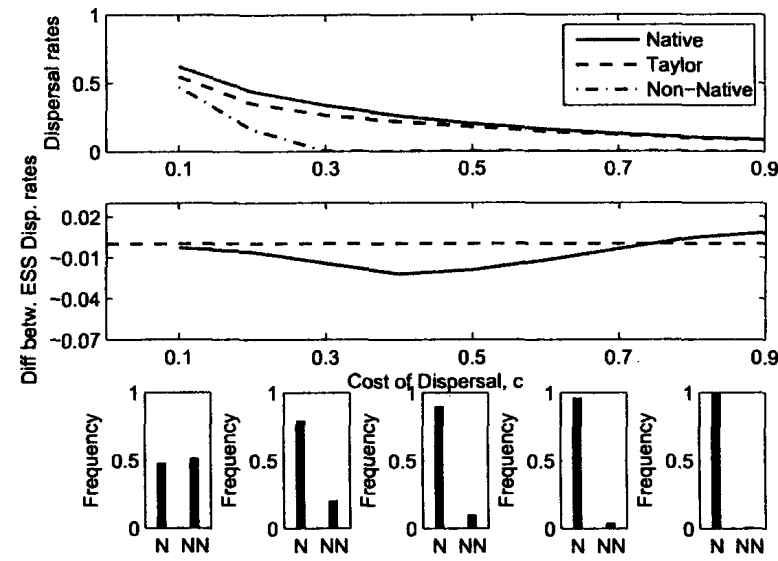 Dispersal rates
1
0.5
0
Native
Taylor
Non-Native
0.1 0.3 0.5 0.7 0.9
Diff betw. ESS Disp. rates
0.02
~0.01
~0.04
~0.07
0.1 0.3 0.5 0.7 0.9
Cost of Dispersal, c
Frequency
1
0.5
0
N NN
Frequency
1
0.5
0
N NN
Frequency
1
0.5
0
N NN
Frequency
1
0.5
0
N NN
Frequency
1
0.5
0
N NN